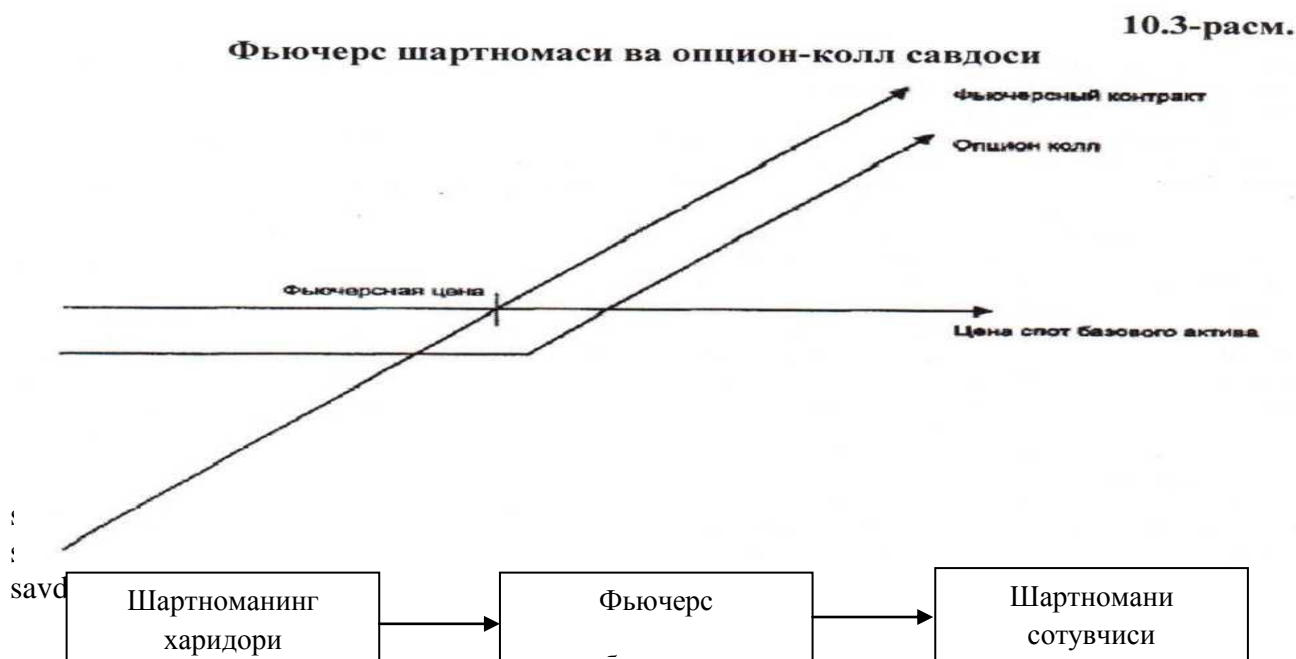 10.3-расм.
Фьючерс шартномаси ва опцион-колл савдоси
Фьючерсный контракт
Опцион колл
Фьючерсная цена
Цена спот базового актива
savd
Шартноманинг
харидори
Фьючерс
Шартномани
сотувчиси